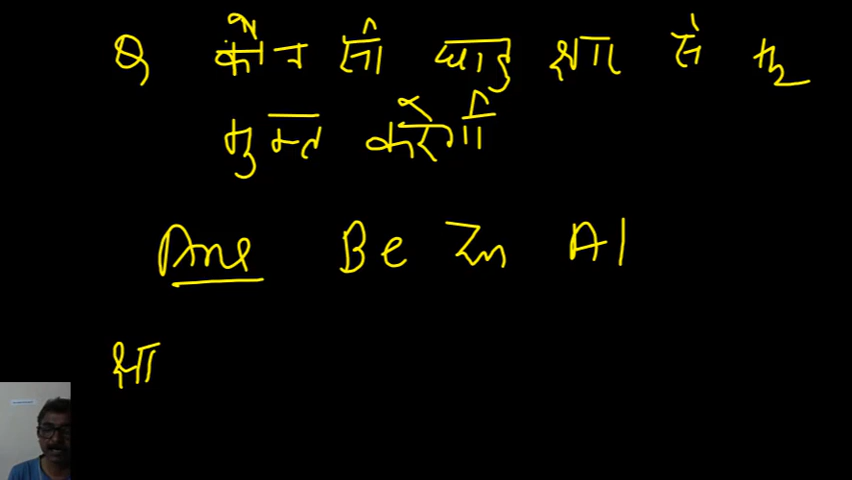 Q कौन सी धातु क्षार से H2
मुक्त करेगी
Ans Be Zn Al
क्षा